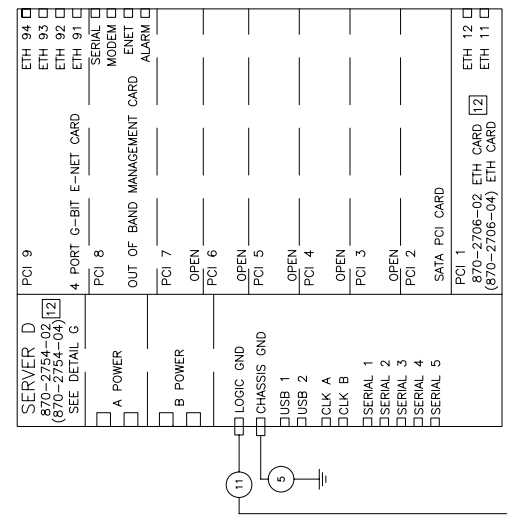 SERVER D
870-2754-02 12
(870-2754-04)
SEE DETAIL G
A POWER
B POWER
LOGIC GND
CHASSIS GND
USB 1
USB 2
CLK A
CLK B
SERIAL 1
SERIAL 2
SERIAL 3
SERIAL 4
SERIAL 5
11
5
PCI 9
4 PORT G-BIT E-NET CARD
ETH 94
ETH 93
ETH 92
ETH 91
PCI 8
OUT OF BAND MANAGEMENT CARD
SERIAL
MODEM
ENET
ALARM
PCI 7
OPEN
PCI 6
OPEN
PCI 5
OPEN
PCI 4
OPEN
PCI 3
OPEN
PCI 2
SATA PCI CARD
PCI 1
870-2706-02 ETH CARD 12
(870-2706-04) ETH CARD
ETH 12
ETH 11